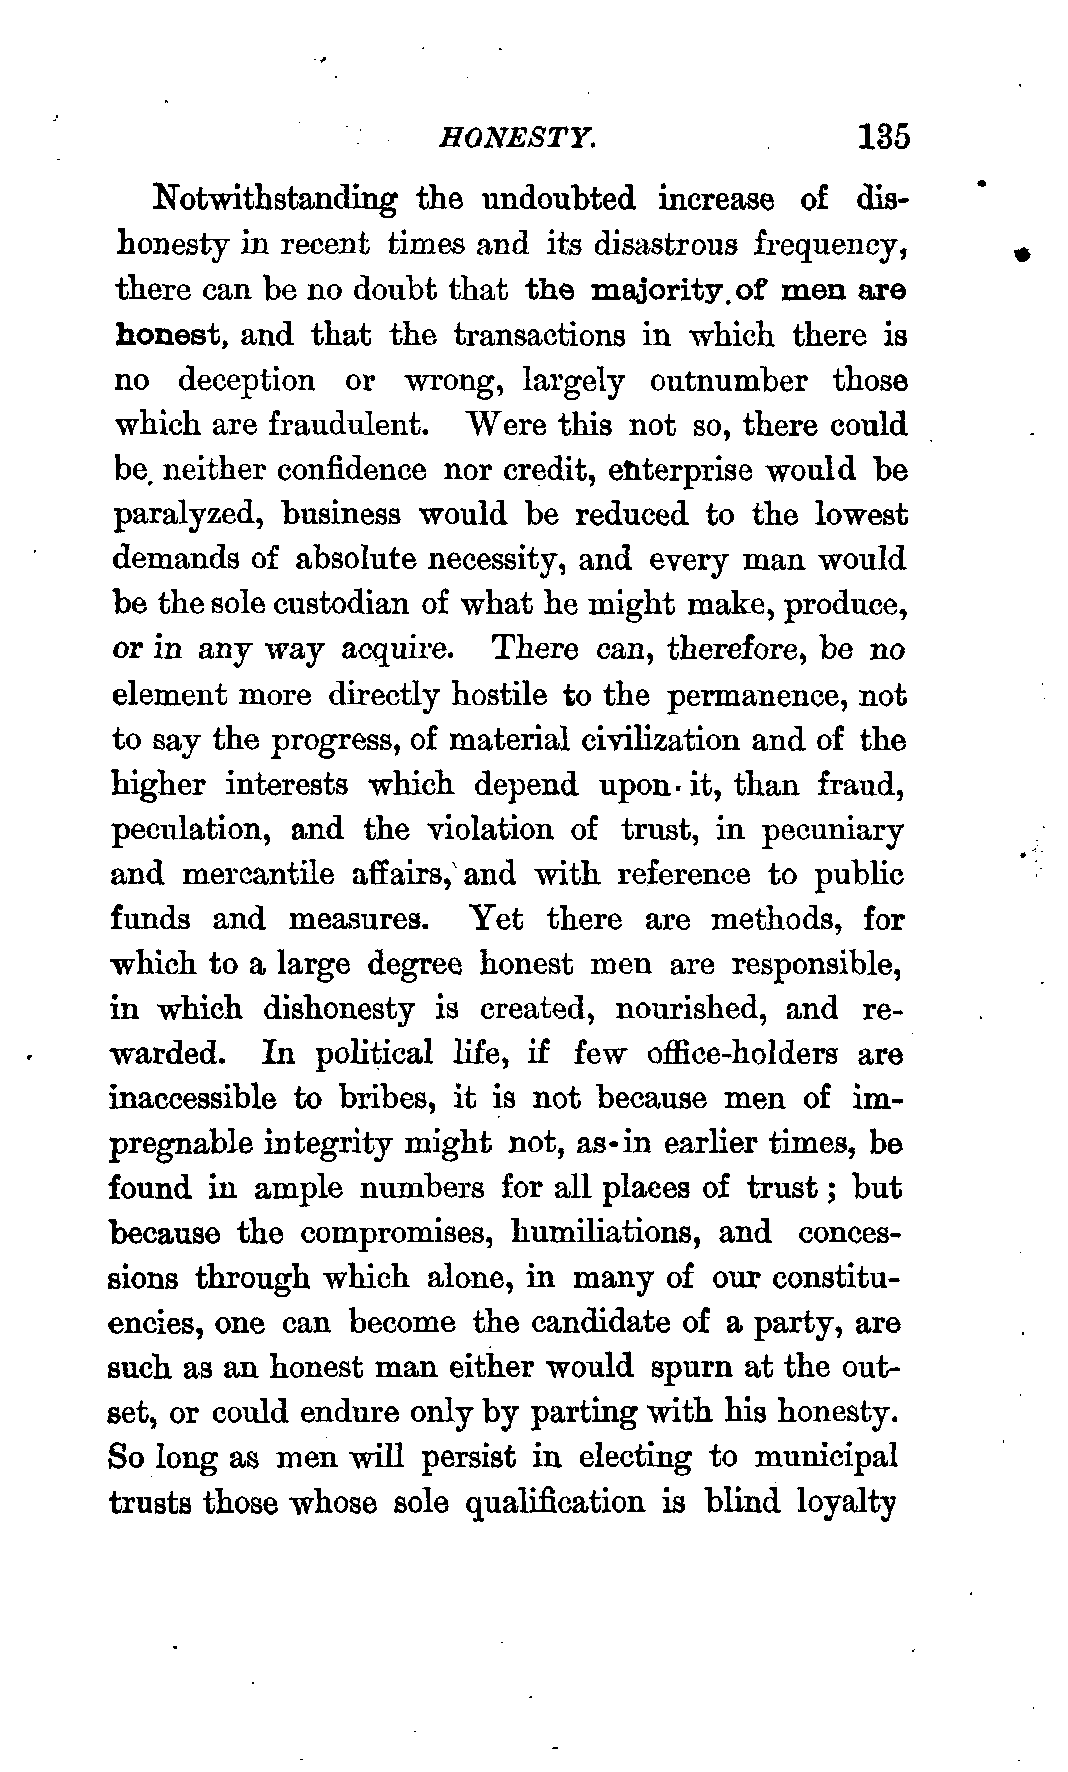 HONESTY. 135
Notwithstanding the undoubted increase of dis-
honesty in recent times and its disastrous frequency,
there can be no doubt that the majority of men are
honest, and that the transactions in which there is
no deception or wrong, largely outnumber those
which are fraudulent. Were this not so, there could
be neither confidence nor credit, enterprise would be
paralyzed, business would be reduced to the lowest
demands of absolute necessity, and every man would
be the sole custodian of what he might make, produce,
or in any way acquire. There can, therefore, be no
element more directly hostile to the permanence, not
to say the progress, of material civilization and of the
higher interests which depend upon it, than fraud,
peculation, and the violation of trust, in pecuniary
and mercantile affairs, and with reference to public
funds and measures. Yet there are methods, for
which to a large degree honest men are responsible,
in which dishonesty is created, nourished, and re-
warded. In political life, if few office-holders are
inaccessible to bribes, it is not because men of im-
pregnable integrity might not, as in earlier times, be
found in ample numbers for all places of trust; but
because the compromises, humiliations, and conces-
sions through which alone, in many of our constitu-
encies, one can become the candidate of a party, are
such as an honest man either would spurn at the out-
set, or could endure only by parting with his honesty.
So long as men will persist in electing to municipal
trusts those whose sole qualification is blind loyalty